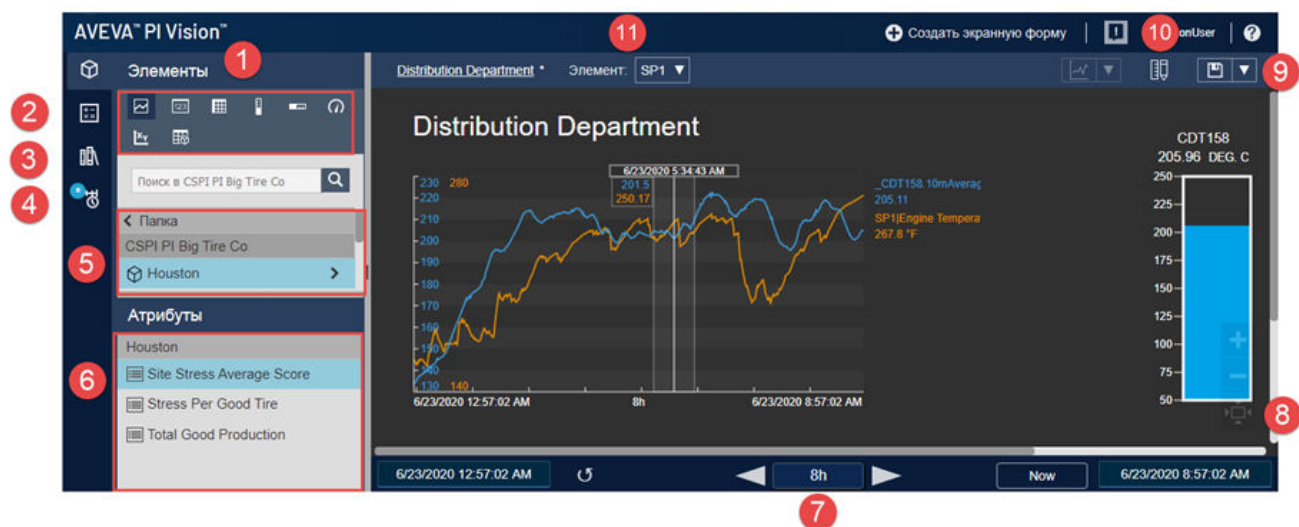 AVEVA™ PI Vision™
11
Создать экранную форму
10
onUser
?
1
Элементы
Distribution Department *
Элемент: SP1
9
2
3
4
Поиск в CSPI PI Big Tire Co
Папка
CSPI PI Big Tire Co
5
Houston
Атрибуты
Houston
6
Site Stress Average Score
Stress Per Good Tire
Total Good Production
Distribution Department
6/23/2020 5:34:43 AM
201.5
250.17
230 280
220
210
200
190
180
170
160
150
140
130 140
6/23/2020 12:57:02 AM
8h
6/23/2020 8:57:02 AM
_CDT158.10mAverag
205.11
SP1|Engine Tempera
267.8 °F
CDT158
205.96 DEG. C
250
225
200
175
150
125
100
75
50
8
6/23/2020 12:57:02 AM
8h
Now
6/23/2020 8:57:02 AM
7